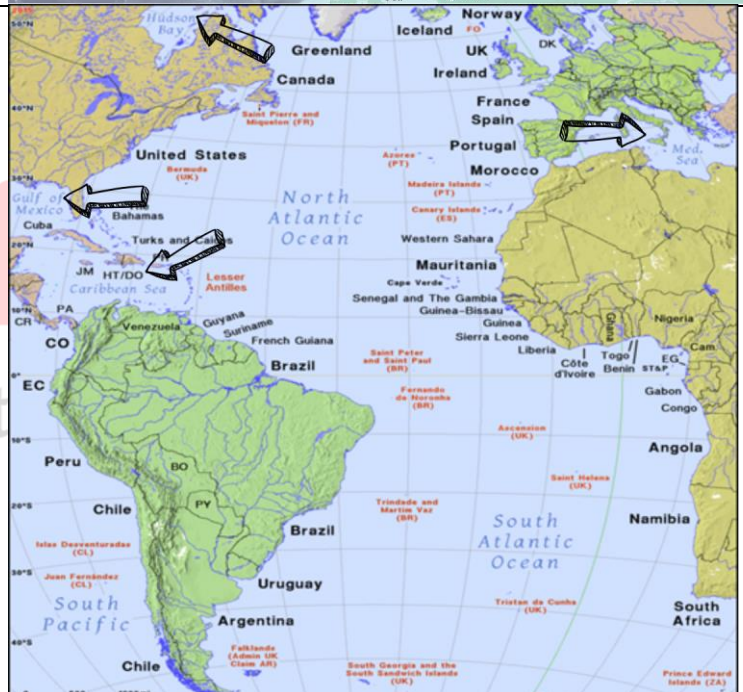 50°N
Hudson
Bay
Greenland
Iceland
Norway
FO
UK
DK
Ireland
Canada
40°N
Saint Pierre and
Miquelon (FR)
France
Spain
Portugal
Med.
Sea
United States
Bermuda
(UK)
Azores
(PT)
Morocco
30°N
Gulf of
Mexico
Bahamas
North
Atlantic
Ocean
Madeira Islands
(PT)
Canary Islands
(ES)
Cuba
Turks and Caicos
Western Sahara
20°N
JM
HT/DO
Caribbean Sea
Lesser
Antilles
Mauritania
Cape Verde
Senegal and The Gambia
Guinea-Bissau
Guinea
Sierra Leone
Liberia
Côte
d'Ivoire
Ghana
Togo
Benin
Nigeria
Cam.
EG
ST&P
Gabon
Congo
10°N
CR
PA
CO
Venezuela
Guyana
Suriname
French Guiana
Brazil
Saint Peter
and Saint Paul
(BR)
Fernando
de Noronha
(BR)
0°
EC
Ascension
(UK)
Angola
10°S
Peru
BO
Saint Helena
(UK)
Chile
PY
20°S
Trindade and
Martim Vaz
(BR)
South
Atlantic
Ocean
Namibia
Brazil
Islas Desventuradas
(CL)
30°S
Juan Fernández
(CL)
Uruguay
South
Pacific
Tristan da Cunha
(UK)
South
Africa
Argentina
40°S
Falklands
(Admin UK
Claim AR)
Chile
South Georgia and the
South Sandwich Islands
(UK)
Prince Edward
Islands (ZA)